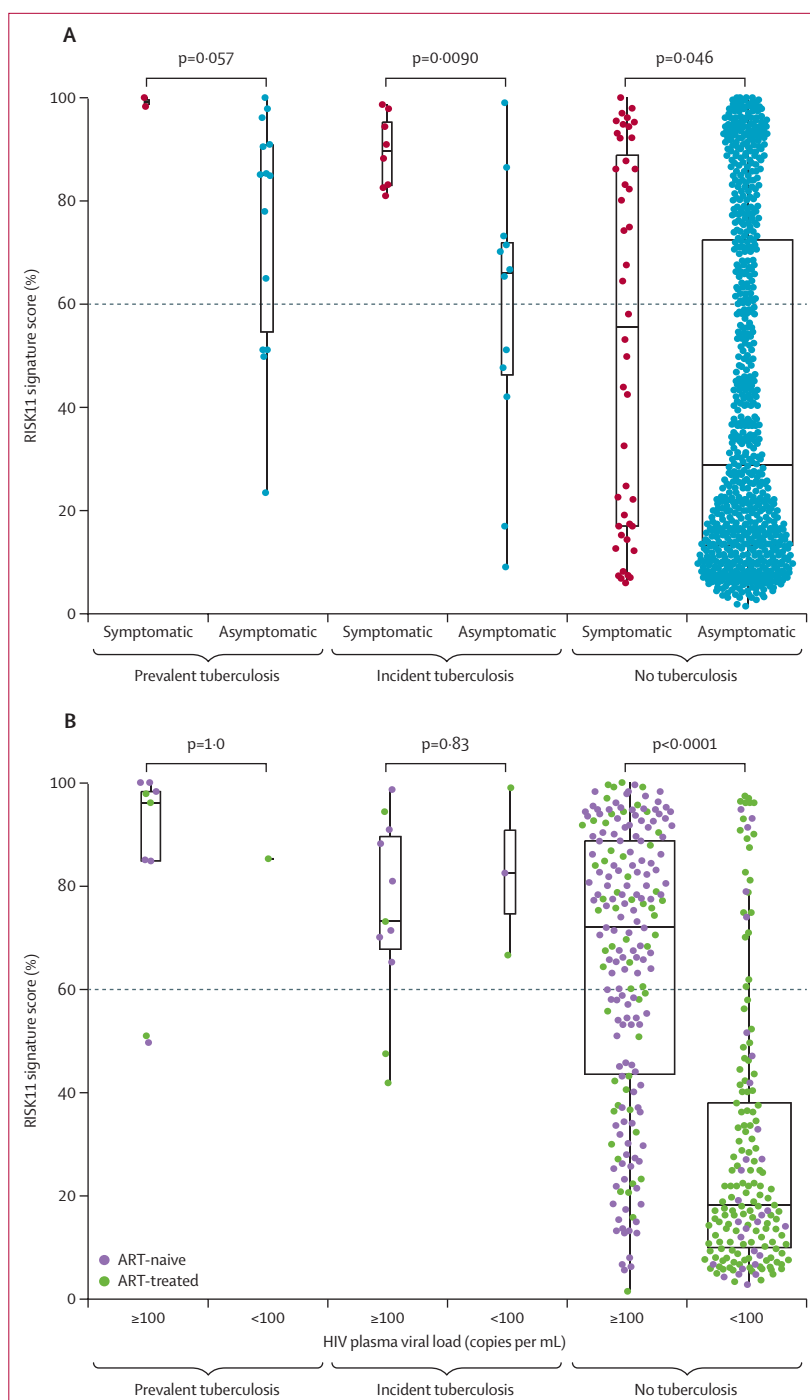 A
p=0·057
p=0·0090
p=0·046
100
80
60
40
20
0
RISK11 signature score (%)
Symptomatic
Asymptomatic
Symptomatic
Asymptomatic
Symptomatic
Asymptomatic
Prevalent tuberculosis
Incident tuberculosis
No tuberculosis
B
p=1·0
p=0·83
p<0·0001
100
80
60
40
20
0
RISK11 signature score (%)
ART-naive
ART-treated
≥100
<100
≥100
<100
≥100
<100
HIV plasma viral load (copies per mL)
Prevalent tuberculosis
Incident tuberculosis
No tuberculosis